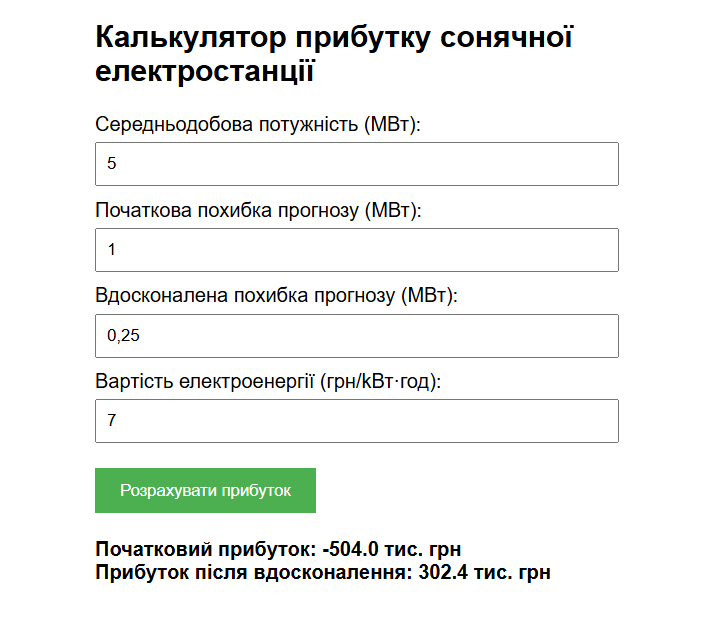 Калькулятор прибутку сонячної
електростанції
Середньодобова потужність (МВт):
5
Початкова похибка прогнозу (МВт):
1
Вдосконалена похибка прогнозу (МВт):
0,25
Вартість електроенергії (грн/kВт·год):
7
Розрахувати прибуток
Початковий прибуток: -504.0 тис. грн
Прибуток після вдосконалення: 302.4 тис. грн